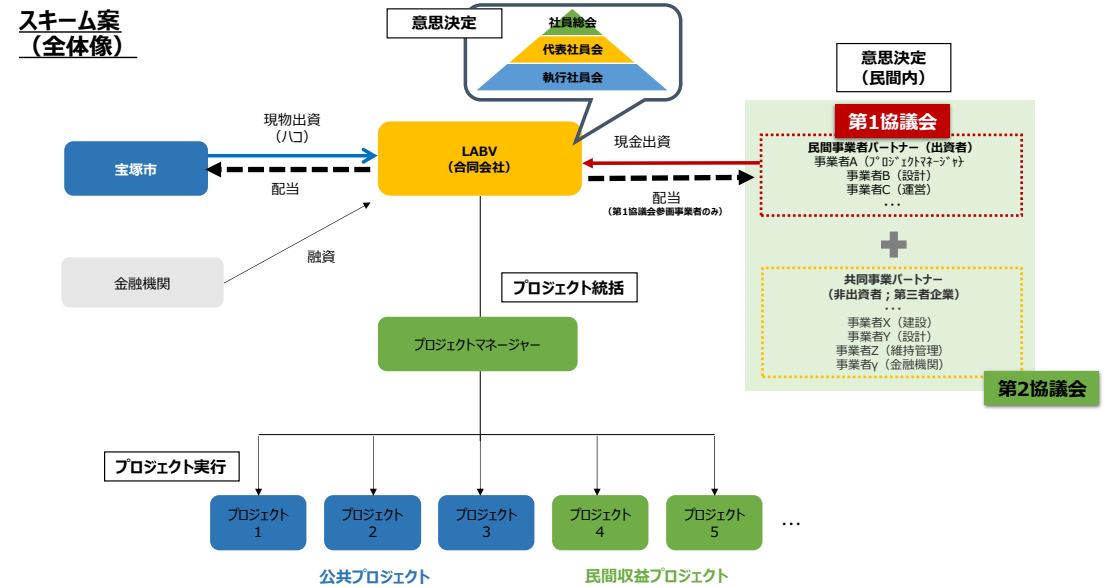 スキーム案
（全体像）
意思決定
社員総会
代表社員会
執行社員会
意思決定
（民間内）
第1協議会
民間事業者パートナー（出資者）
事業者A（ﾌﾟﾛｼﾞｪｸﾄﾏﾈｰｼﾞｬｰ）
事業者B（設計）
事業者C（運営）
…
現物出資
（ハコ）
宝塚市
配当
LABV
（合同会社）
現金出資
配当
（第1協議会参画事業者のみ）
金融機関
融資
共同事業パートナー
（非出資者；第三者企業）
…
事業者X（建設）
事業者Y（設計）
事業者Z（維持管理）
事業者γ（金融機関）
第2協議会
プロジェクト統括
プロジェクトマネージャー
プロジェクト実行
プロジェクト
1
プロジェクト
2
プロジェクト
3
プロジェクト
4
プロジェクト
5
…
公共プロジェクト
民間収益プロジェクト